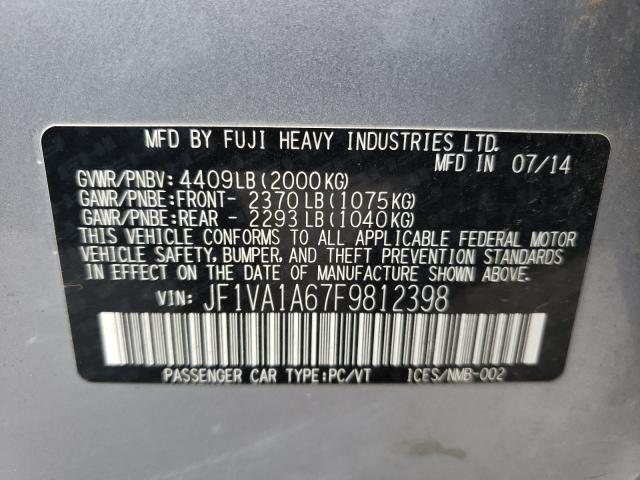 MFD BY FUJI HEAVY INDUSTRIES LTD.
MFD IN 07/14
GVWR/PNBV: 4409LB(2000KG)
GAWR/PNBE:FRONT- 2370LB(1075KG)
GAWR/PNBE:REAR - 2293LB(1040KG)
THIS VEHICLE CONFORMS TO ALL APPLICABLE FEDERAL MOTOR
VEHICLE SAFETY, BUMPER, AND THEFT PREVENTION STANDARDS
IN EFFECT ON THE DATE OF MANUFACTURE SHOWN ABOVE.
VIN: JF1VA1A67F9812398
PASSENGER CAR TYPE:PC/VT ICES/NMB-002